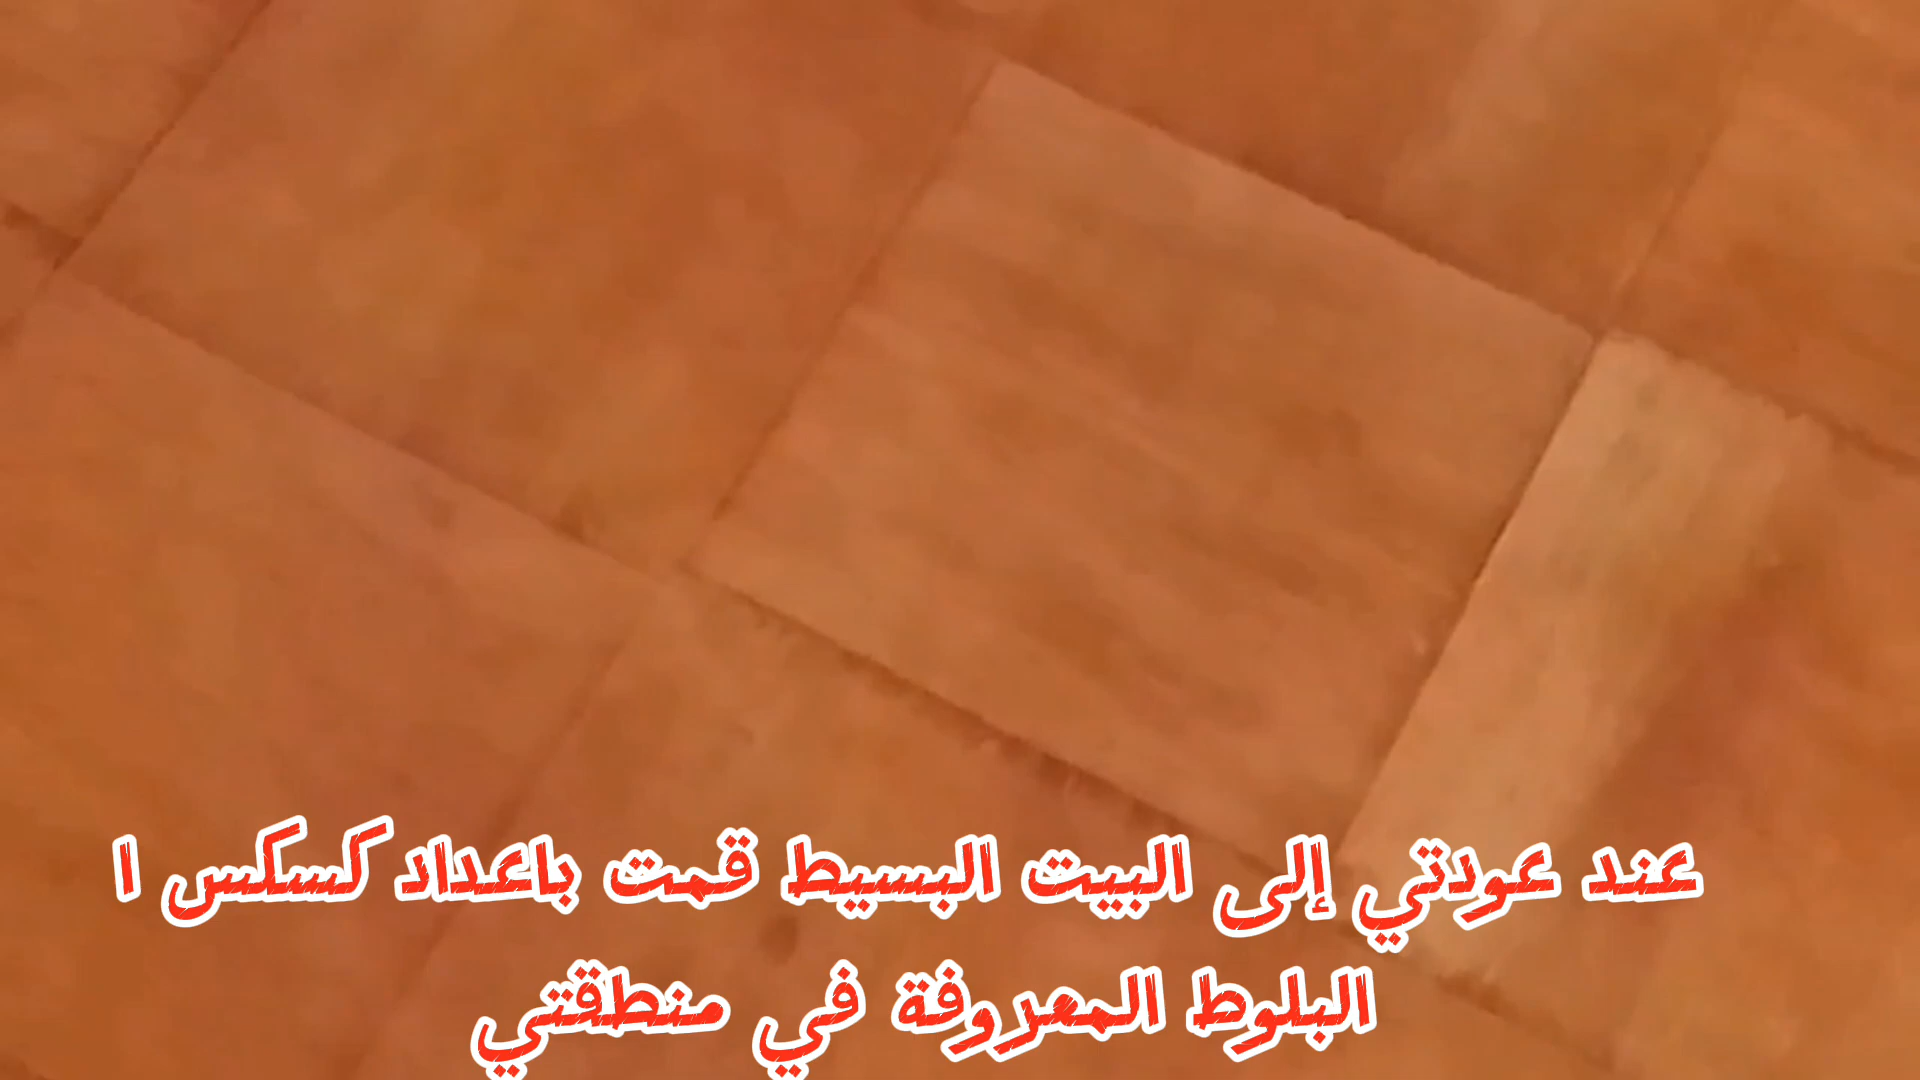 عند عودتي إلى البيت البسيط قمت باعداد كسكس ا
البلوط المعروفة في منطقتي